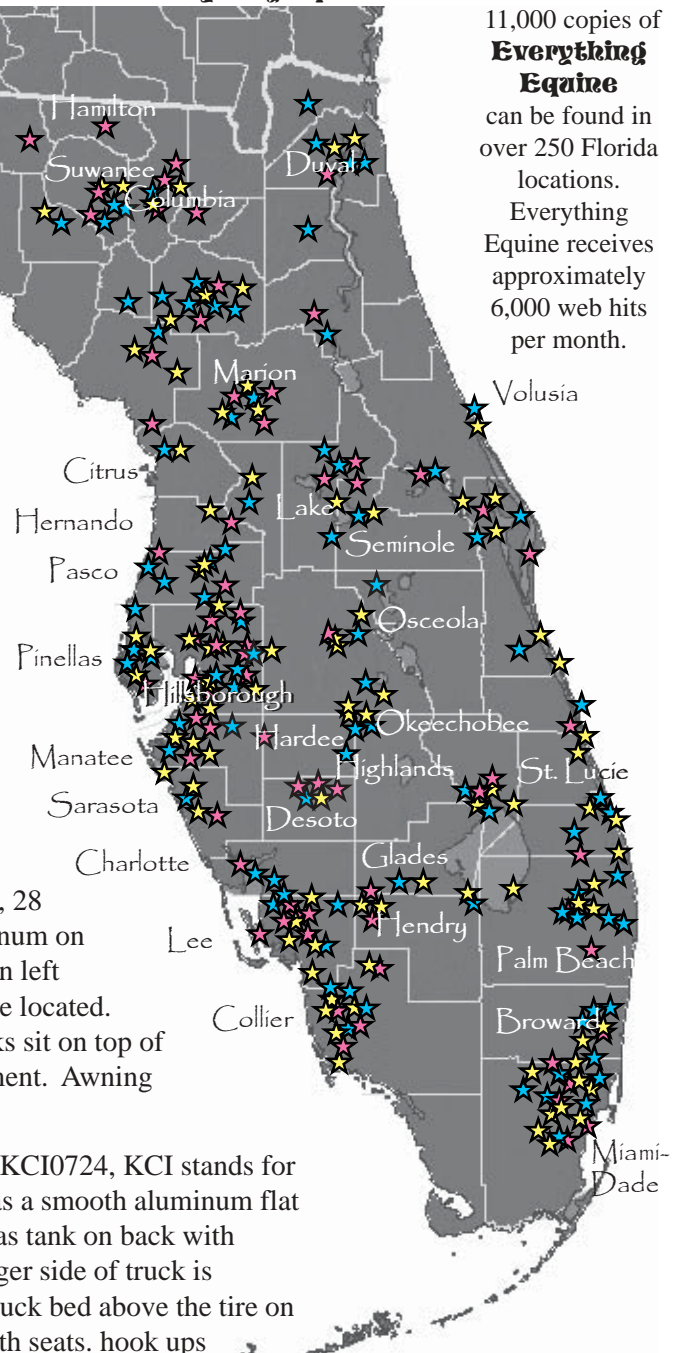 11,000 copies of
Everything
Equine
can be found in
over 250 Florida
locations.
Everything
Equine receives
approximately
6,000 web hits
per month.
Hamilton
Suwanee
Columbia
Duval
Marion
Volusia
Citrus
Lake
Hernando
Seminole
Pasco
Osceola
Pinellas
Hillsborough
Okeechobee
Hardee
Manatee
Highlands
St. Lucie
Sarasota
Desoto
Charlotte
Glades
Hendry
Lee
Palm Beach
Collier
Broward
Miami-
Dade
, 28
num on
n left
e located.
ks sit on top of
ment. Awning
KCI0724, KCI stands for
as a smooth aluminum flat
as tank on back with
ger side of truck is
uck bed above the tire on
th seats. hook ups